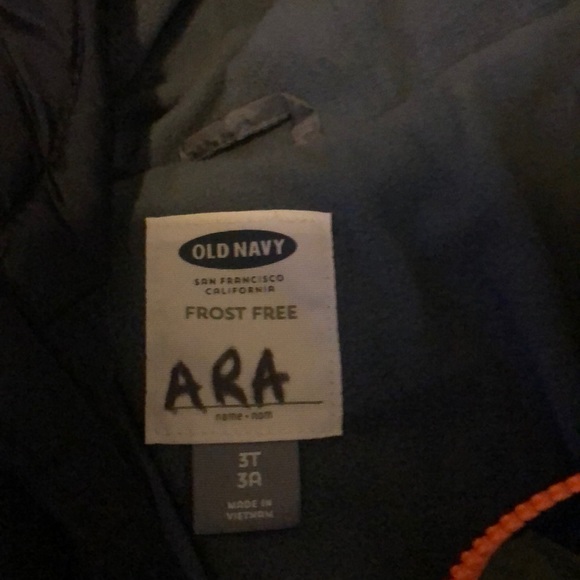 OLD NAVY
SAN FRANCISCO
CALIFORNIA
FROST FREE
ARA
name • nom
3T
3A
MADE IN
VIETNAM